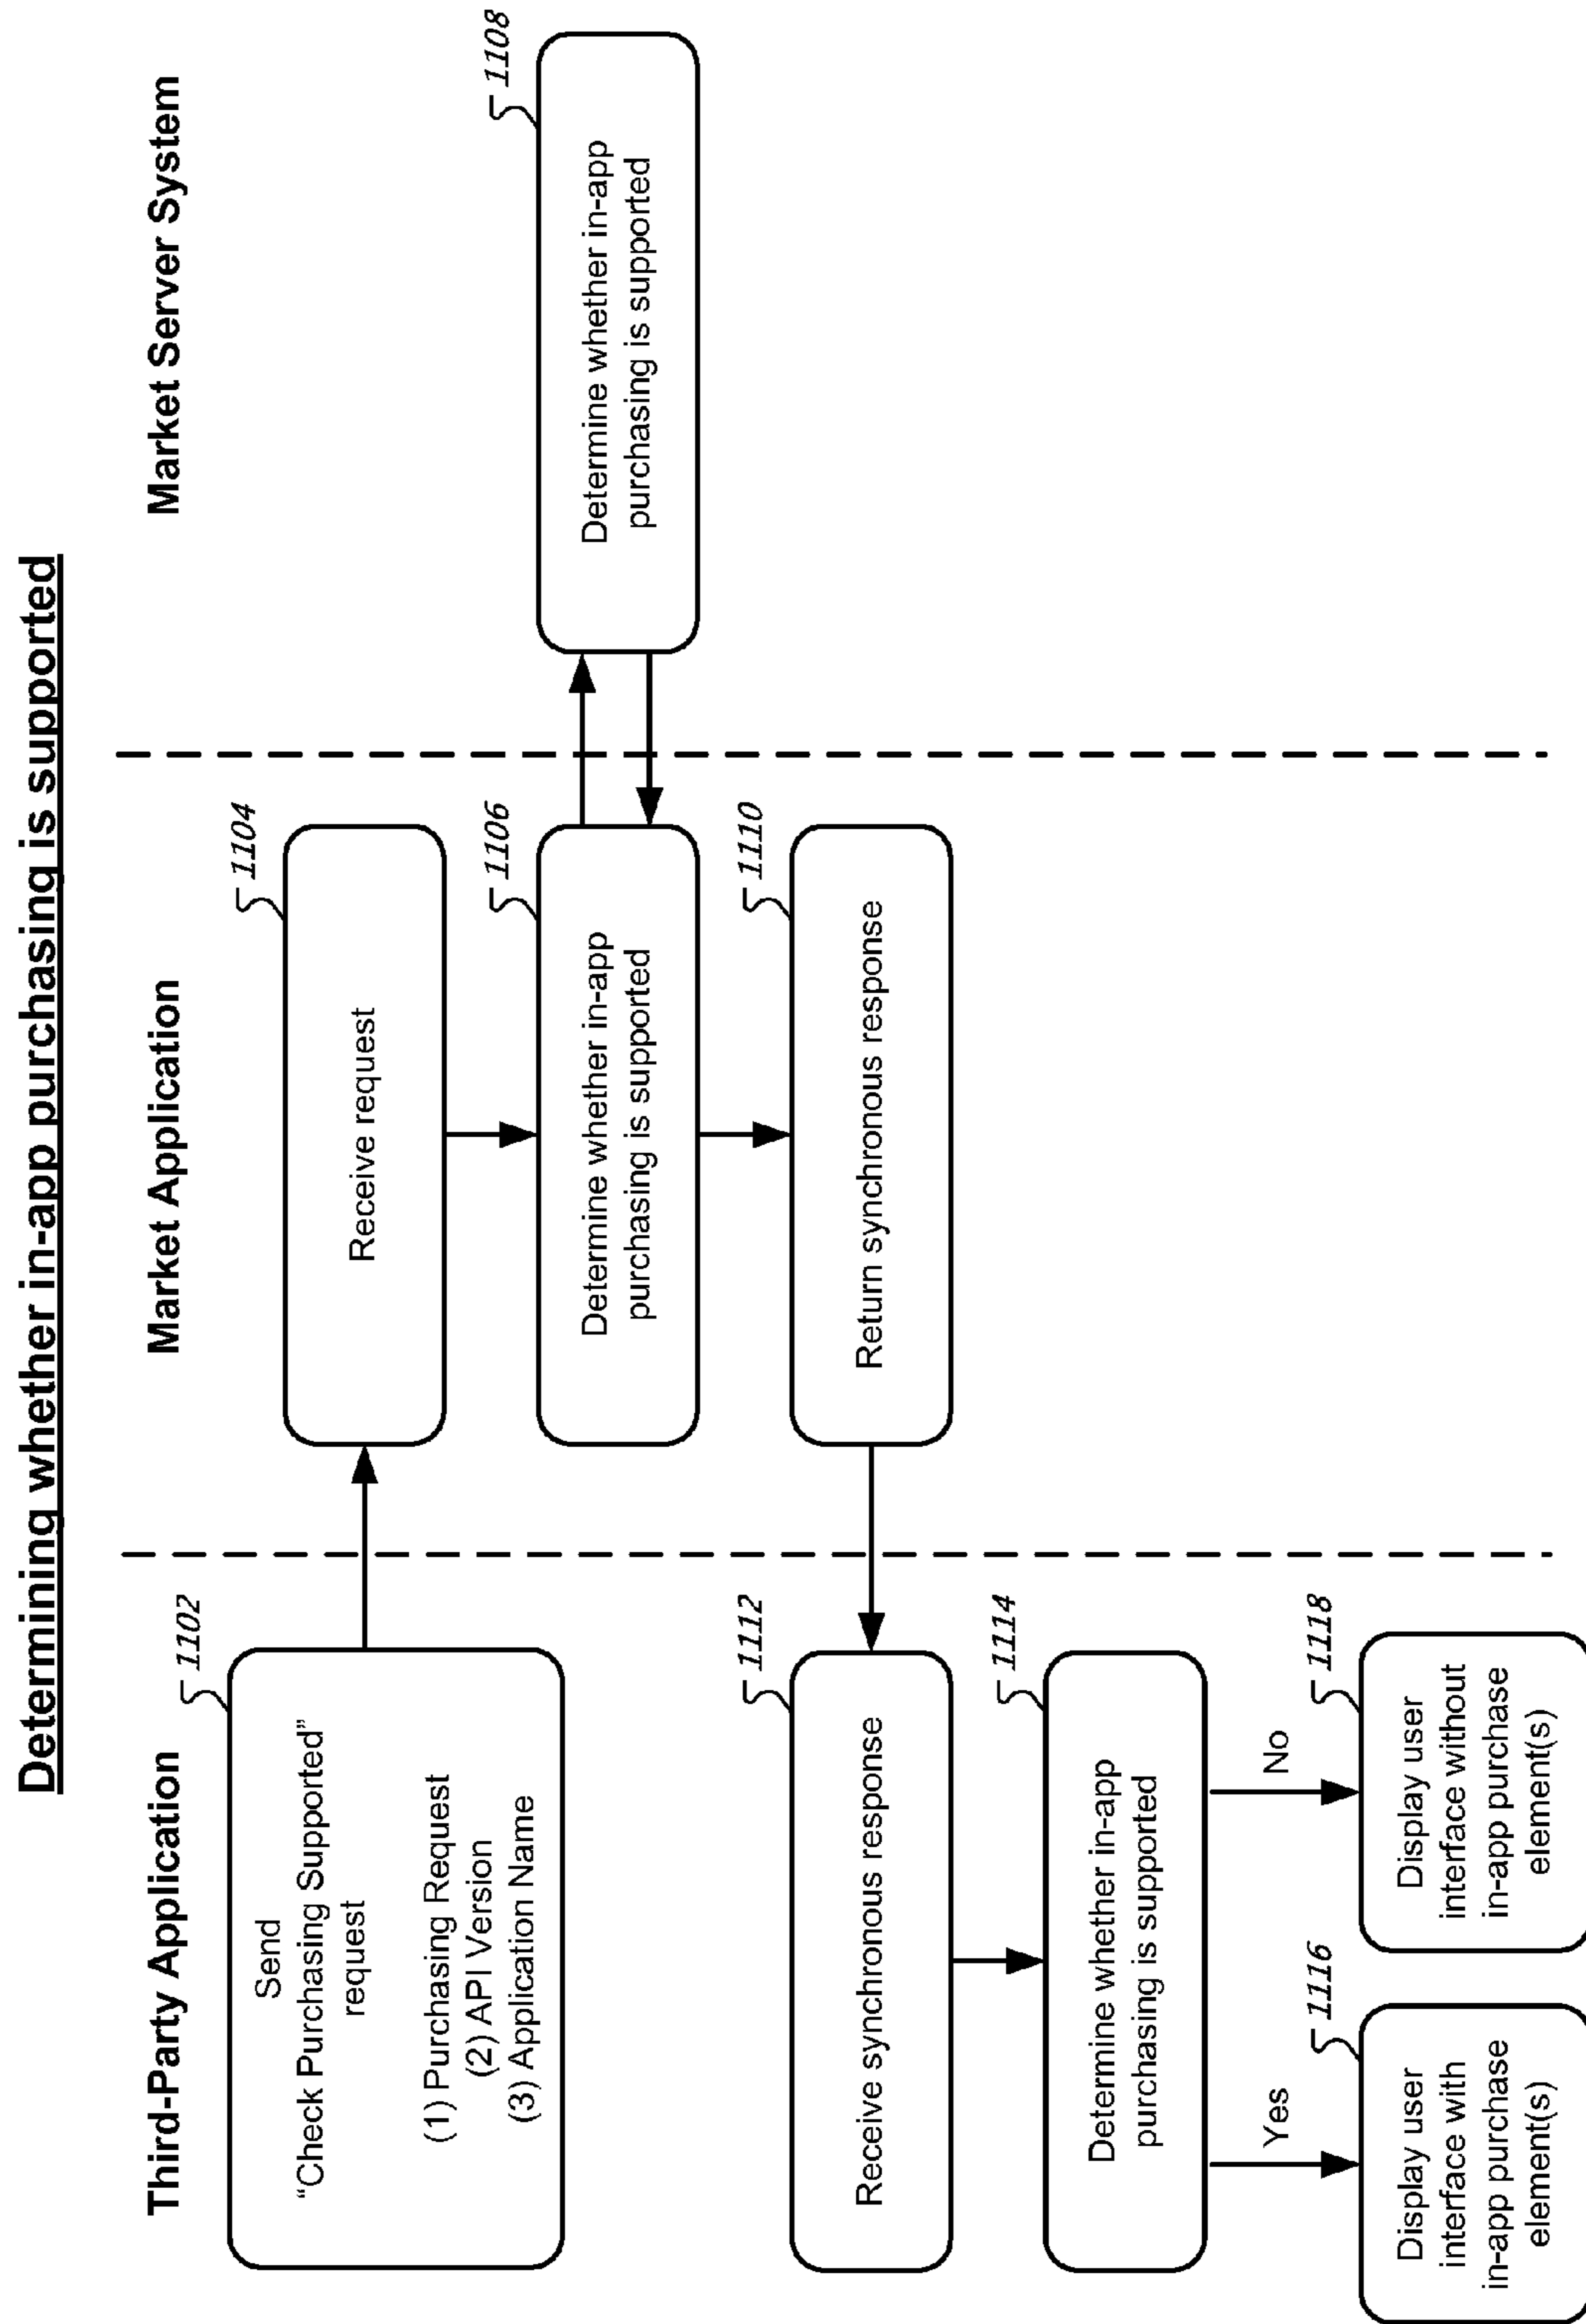 Determining whether in-app purchasing is supported
Third-Party Application
Market Application
Market Server System
1102
Send
“Check Purchasing Supported”
request
(1) Purchasing Request
(2) API Version
(3) Application Name
1104
Receive request
1106
Determine whether in-app
purchasing is supported
1108
Determine whether in-app
purchasing is supported
1110
Return synchronous response
1112
Receive synchronous response
1114
Determine whether in-app
purchasing is supported
Yes
No
1116
Display user
interface with
in-app purchase
element(s)
1118
Display user
interface without
in-app purchase
element(s)